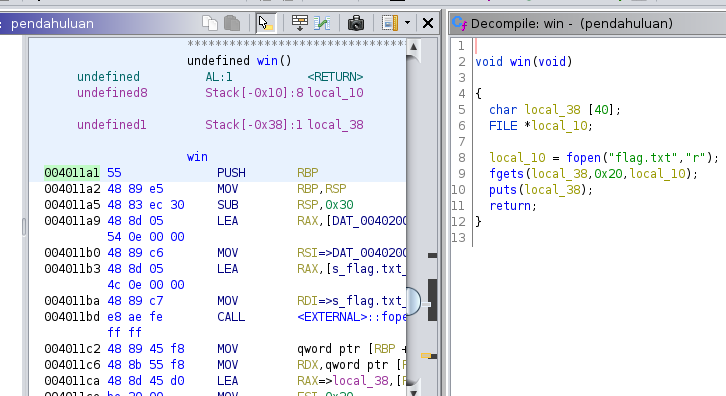 pendahuluan
Decompile: win - (pendahuluan)
undefined win()
undefined AL:1 <RETURN>
undefined8 Stack[-0x10]:8 local_10
undefined1 Stack[-0x38]:1 local_38
win
004011a1 55 PUSH RBP
004011a2 48 89 e5 MOV RBP,RSP
004011a5 48 83 ec 30 SUB RSP,0x30
004011a9 48 8d 05 LEA RAX,[DAT_0040200
54 0e 00 00
004011b0 48 89 c6 MOV RSI=>DAT_0040200
004011b3 48 8d 05 LEA RAX,[s_flag.txt_
4c 0e 00 00
004011ba 48 89 c7 MOV RDI=>s_flag.txt_
004011bd e8 ae fe CALL <EXTERNAL>::fope
ff ff
004011c2 48 89 45 f8 MOV qword ptr [RBP +
004011c6 48 8b 55 f8 MOV RDX,qword ptr [R
004011ca 48 8d 45 d0 LEA RAX=>local_38,[R
1
2 void win(void)
3
4 {
5 char local_38 [40];
6 FILE *local_10;
7
8 local_10 = fopen("flag.txt","r");
9 fgets(local_38,0x20,local_10);
10 puts(local_38);
11 return;
12 }
13